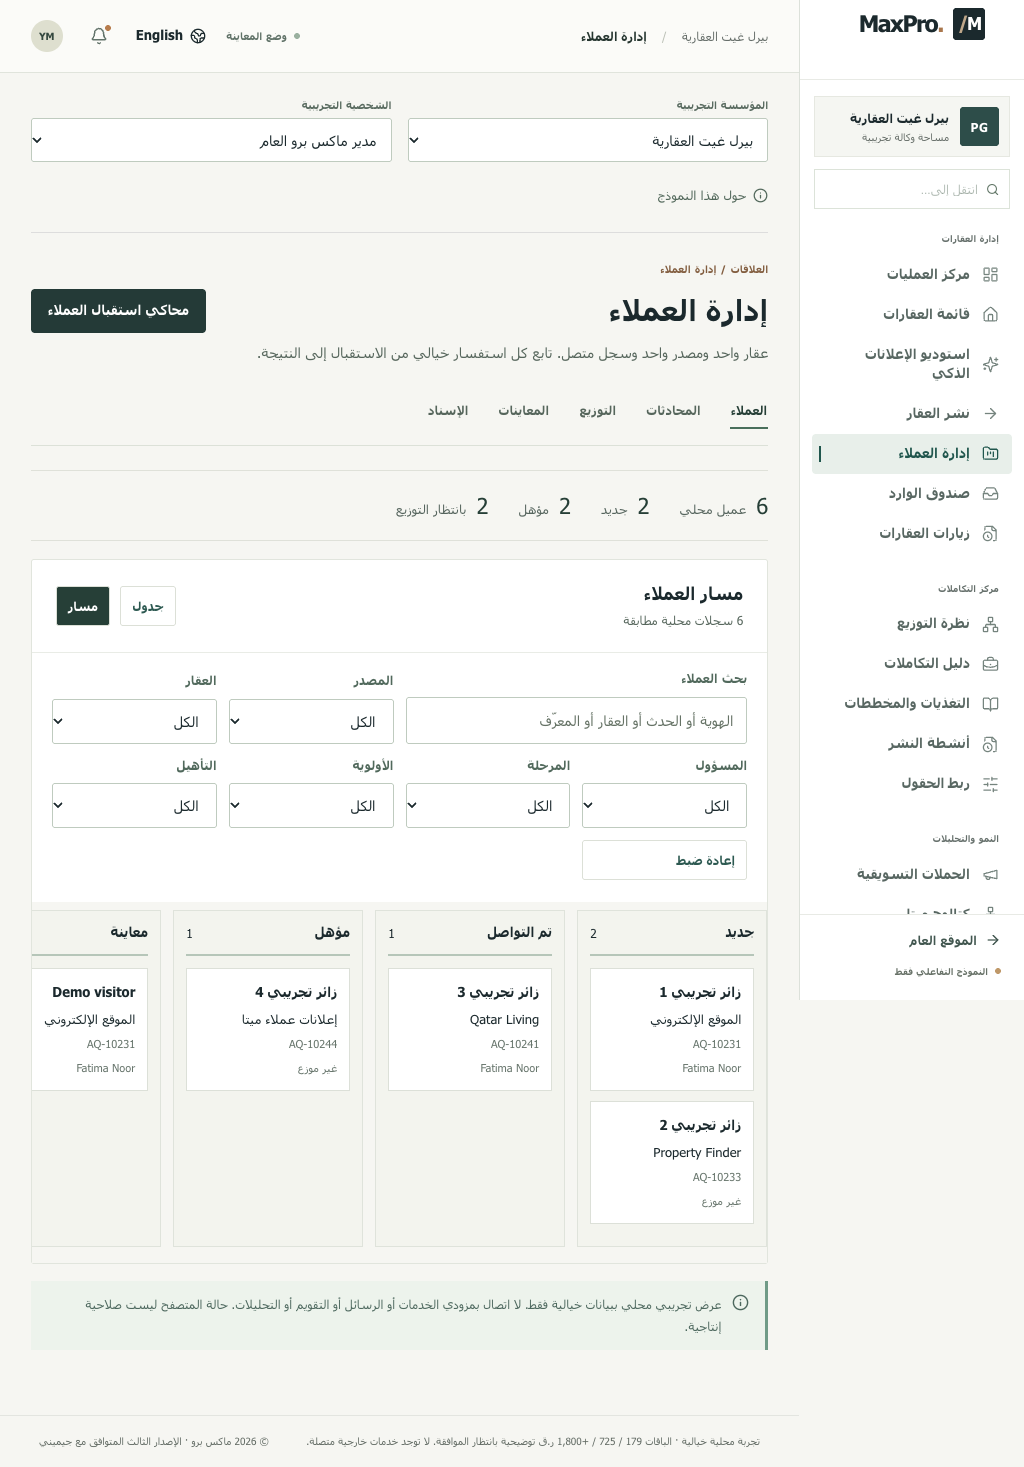 MaxPro.
/M
PG
بيرل غيت العقارية
مساحة وكالة تجريبية
انتقل إلى...
إدارة العقارات
مركز العمليات
قائمة العقارات
استوديو الإعلانات
الذكي
نشر العقار
إدارة العملاء
صندوق الوارد
زيارات العقارات
مركز التكاملات
نظرة التوزيع
دليل التكاملات
التغذيات والمخططات
أنشطة النشر
ربط الحقول
النمو والتحليلات
الحملات التسويقية
الموقع العام
النموذج التفاعلي فقط
بيرل غيت العقارية / إدارة العملاء
وضع المعاينة
English
YM
المؤسسة التجريبية
بيرل غيت العقارية
الشخصية التجريبية
مدير ماكس برو العام
حول هذا النموذج
العلاقات / إدارة العملاء
إدارة العملاء
محاكي استقبال العملاء
عقار واحد ومصدر واحد وسجل متصل. تابع كل استفسار خيالي من الاستقبال إلى النتيجة.
العملاء
المحادثات
التوزيع
المعاينات
الإسناد
6 عميل محلي
2 جديد
2 مؤهل
2 بانتظار التوزيع
مسار العملاء
6 سجلات محلية مطابقة
جدول
مسار
بحث العملاء
الهوية أو الحدث أو العقار أو المعرّف
المصدر
الكل
العقار
الكل
المسؤول
الكل
المرحلة
الكل
الأولوية
الكل
التأهيل
الكل
إعادة ضبط
جديد
2
زائر تجريبي 1
الموقع الإلكتروني
AQ-10231
Fatima Noor
زائر تجريبي 2
Property Finder
AQ-10233
غير موزع
تم التواصل
1
زائر تجريبي 3
Qatar Living
AQ-10241
Fatima Noor
مؤهل
1
زائر تجريبي 4
إعلانات عملاء ميتا
AQ-10244
غير موزع
معاينة
Demo visitor
الموقع الإلكتروني
AQ-10231
Fatima Noor
عرض تجريبي محلي ببيانات خيالية فقط. لا اتصال بمزودي الخدمات أو الرسائل أو التقويم أو التحليلات. حالة المتصفح ليست صلاحية
إنتاجية.
تجربة محلية خيالية · الباقات 179 / 725 / 1,800+ ر.ق توضيحية بانتظار الموافقة. لا توجد خدمات خارجية متصلة.
© 2026 ماكس برو · الإصدار الثالث المتوافق مع جيميني